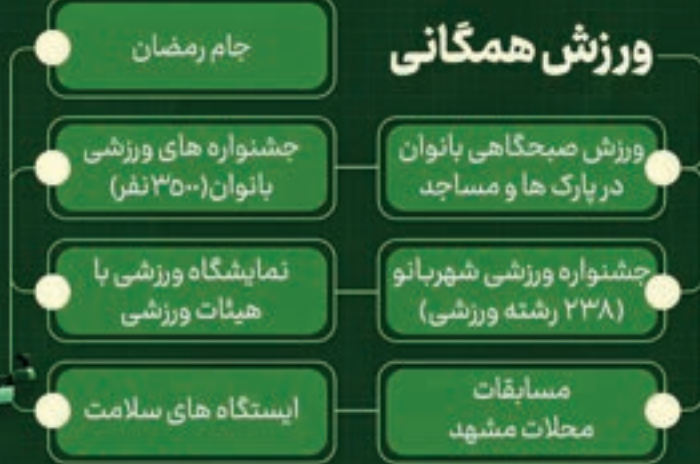 ورزش همگانی
جام رمضان
ورزش صبحگاهی بانوان
در پارک ها و مساجد
جشنواره های ورزشی
بانوان(۳۵۰۰نفر)
جشنواره ورزشی شهربانو
(۲۳۸ رشته ورزشی)
نمایشگاه ورزشی با
هیئات ورزشی
مسابقات
محلات مشهد
ایستگاه های سلامت